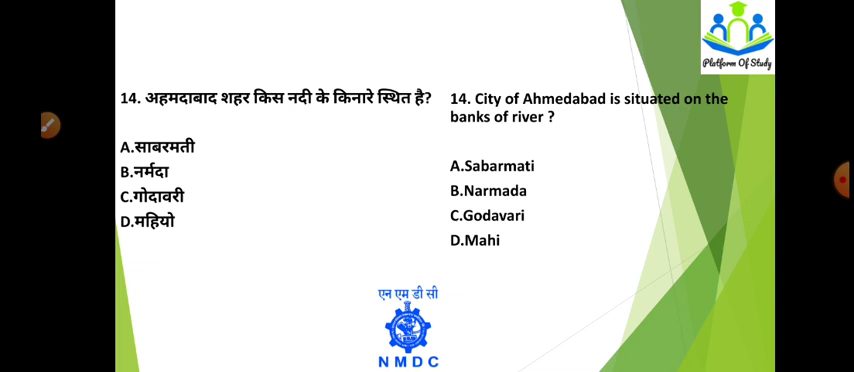 Platform Of Study
14. अहमदाबाद शहर किस नदी के किनारे स्थित है?
A.साबरमती
B.नर्मदा
C.गोदावरी
D.महियो
14. City of Ahmedabad is situated on the
banks of river ?
A.Sabarmati
B.Narmada
C.Godavari
D.Mahi
एन एम डी सी
NMDC